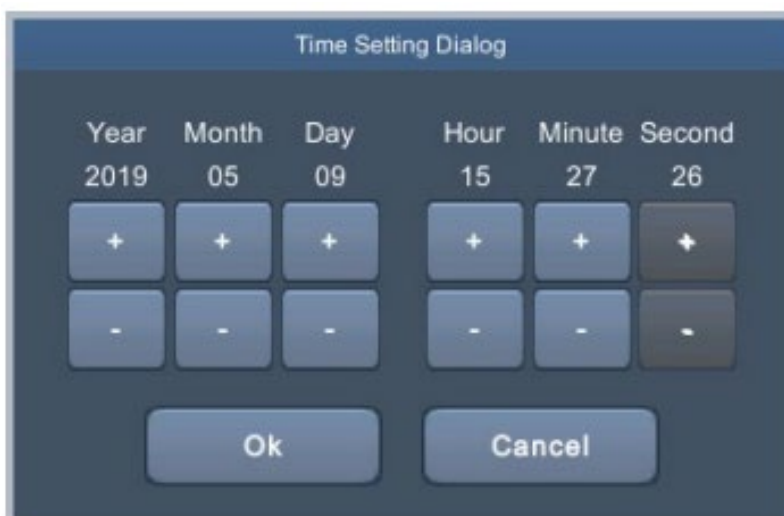 Time Setting Dialog
Year Month Day Hour Minute Second
2019 05 09 15 27 26
+ + + + + +
- - - - - -
Ok Cancel